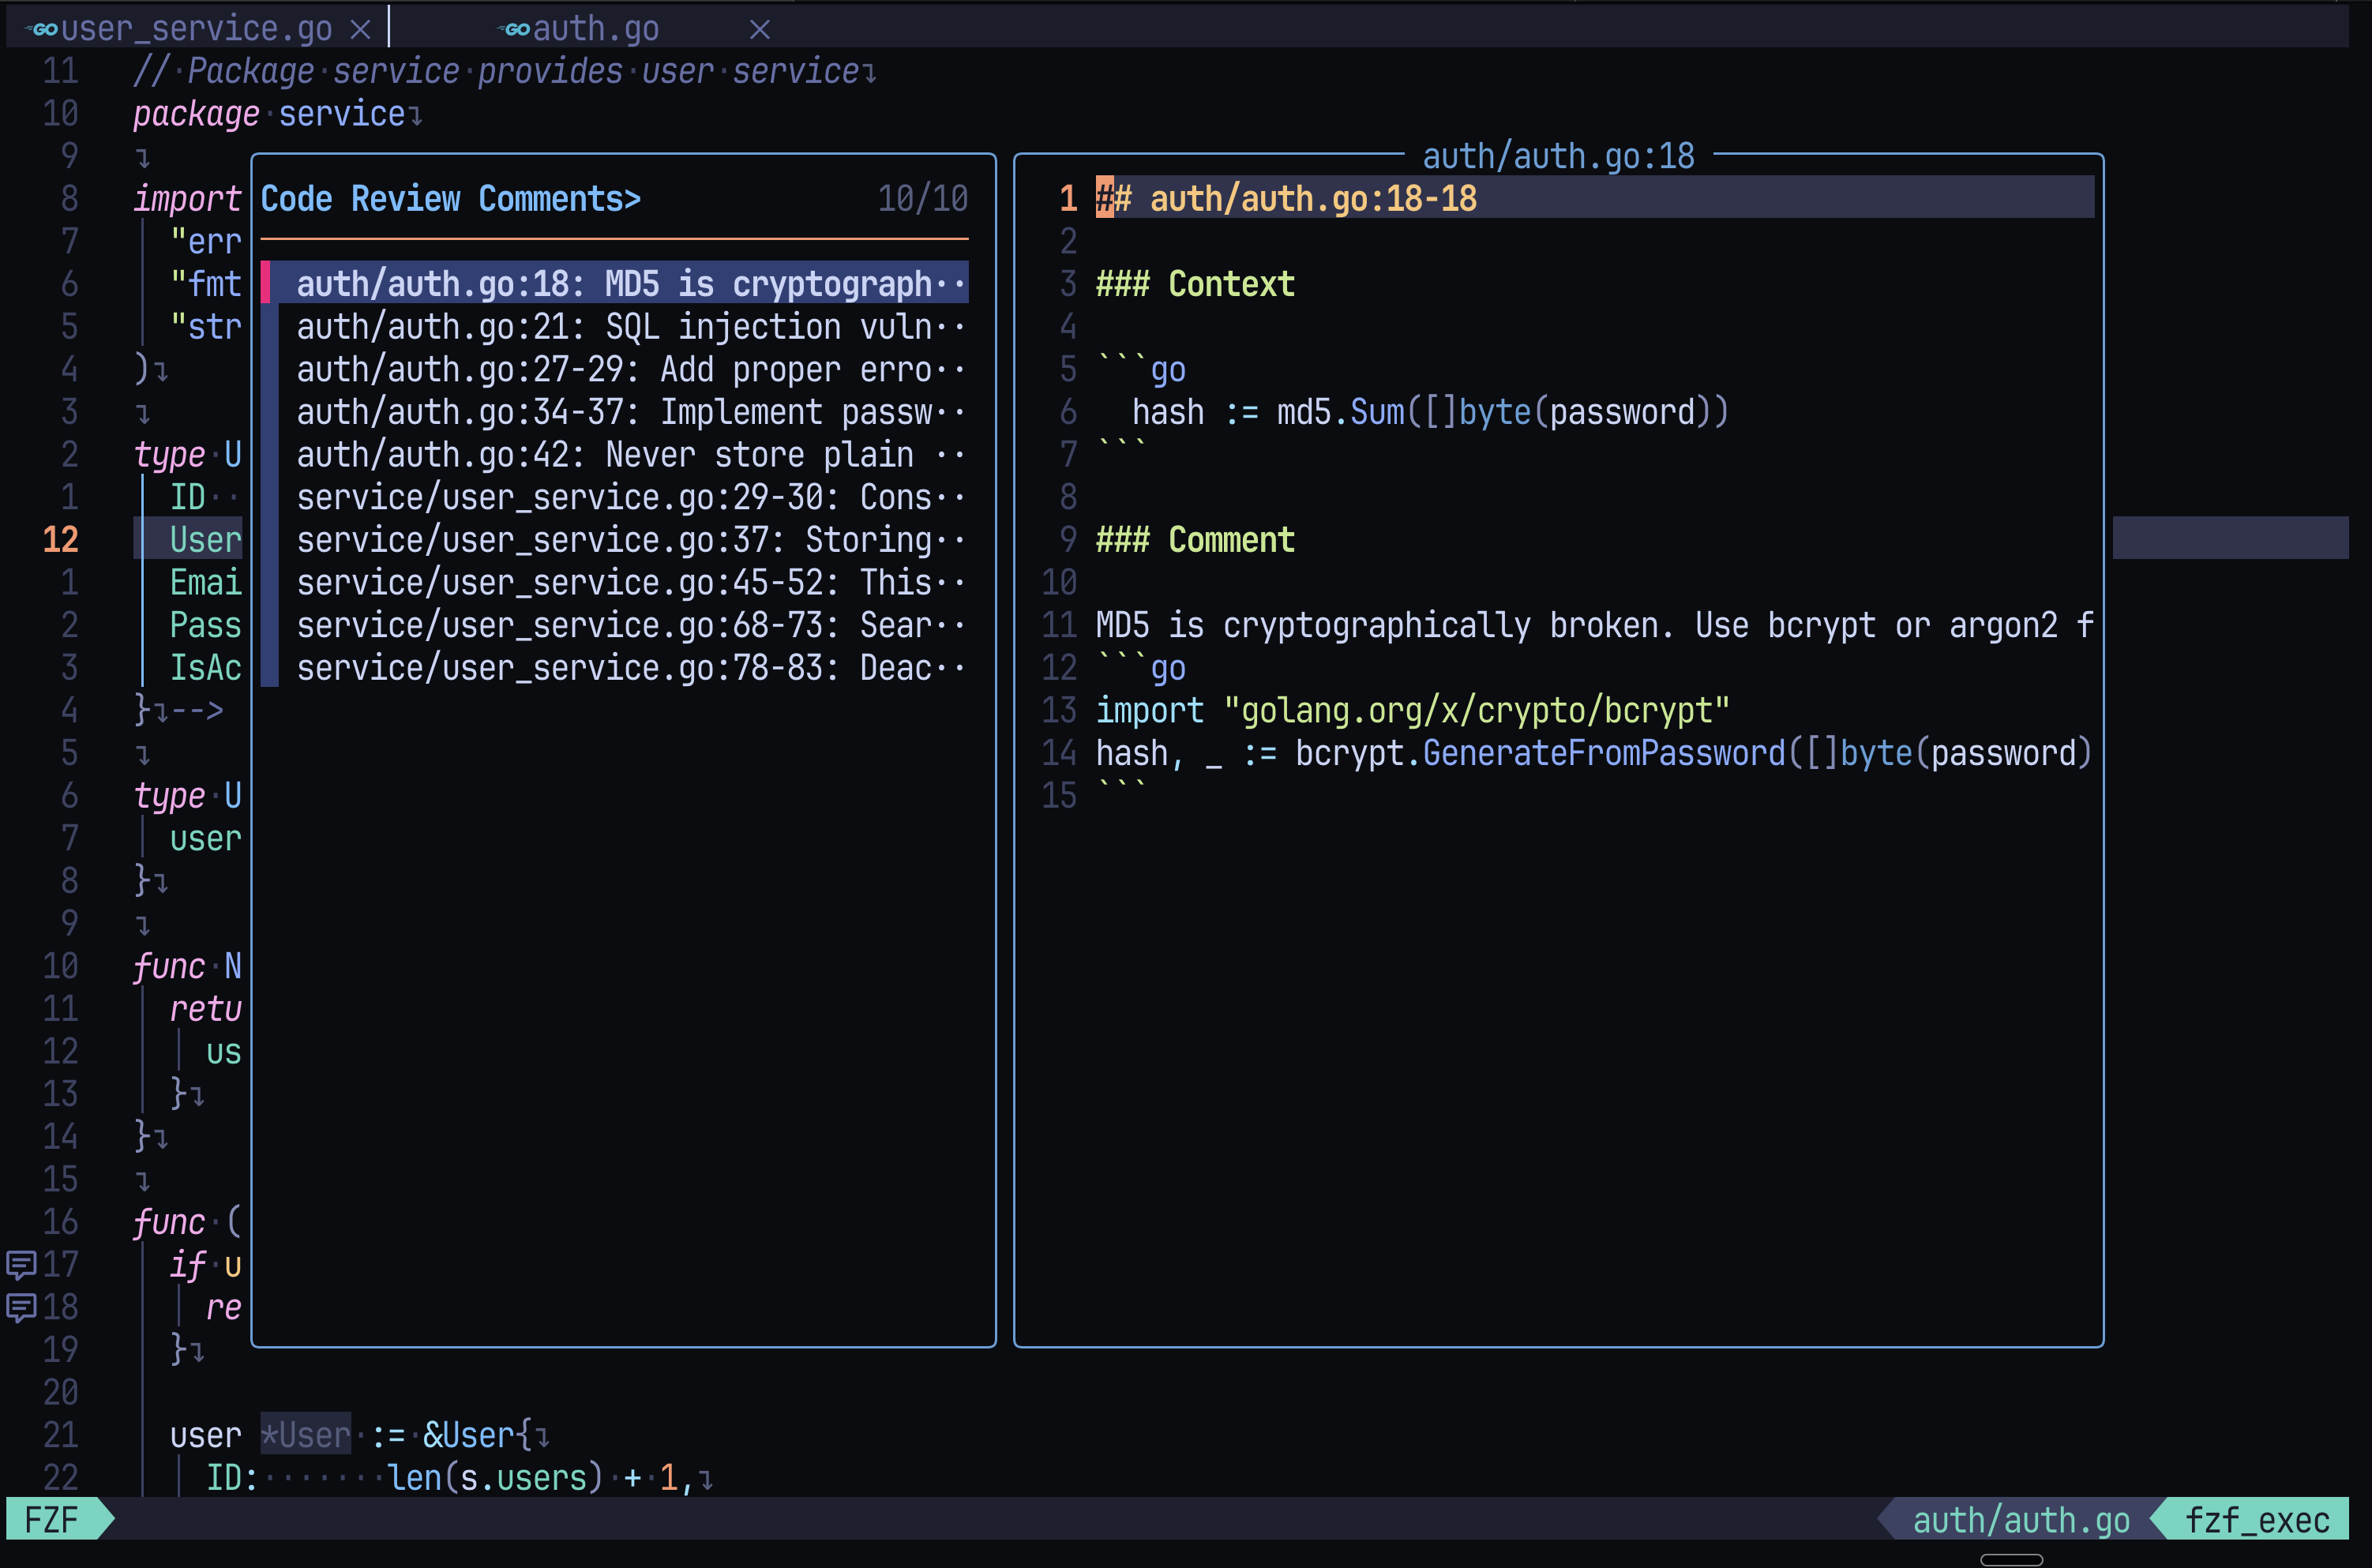 GO user_service.go × GO auth.go ×
11 // Package service provides user service
10 package service
9
8 import
7 "err
6 "fmt
5 "str
4 )
3
2 type U
1 ID
12 User
1 Emai
2 Pass
3 IsAc
4 }-->
5
6 type U
7 user
8 }
9
10 func N
11 retu
12 us
13 }
14 }
15
16 func (
17 if u
18 re
19 }
20
21 user *User := &User{
22 ID: len(s.users) + 1,
Code Review Comments> 10/10
auth/auth.go:18: MD5 is cryptograph··
auth/auth.go:21: SQL injection vuln··
auth/auth.go:27-29: Add proper erro··
auth/auth.go:34-37: Implement passw··
auth/auth.go:42: Never store plain ··
service/user_service.go:29-30: Cons··
service/user_service.go:37: Storing··
service/user_service.go:45-52: This··
service/user_service.go:68-73: Sear··
service/user_service.go:78-83: Deac··
auth/auth.go:18
1 ## auth/auth.go:18-18
2
3 ### Context
4
5 ```go
6 hash := md5.Sum([]byte(password))
7 ```
8
9 ### Comment
10
11 MD5 is cryptographically broken. Use bcrypt or argon2 f
12 ```go
13 import "golang.org/x/crypto/bcrypt"
14 hash, _ := bcrypt.GenerateFromPassword([]byte(password)
15 ```
FZF auth/auth.go fzf_exec